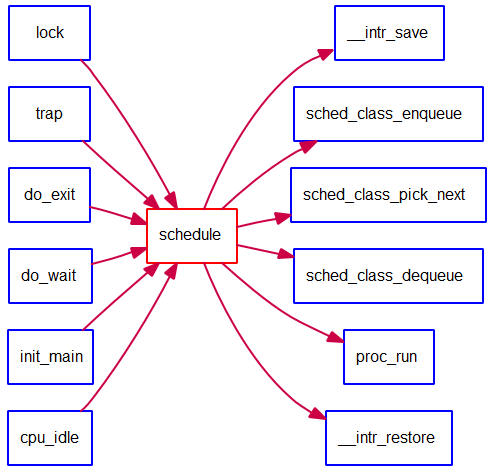 lock
trap
do_exit
do_wait
init_main
cpu_idle
schedule
__intr_save
sched_class_enqueue
sched_class_pick_next
sched_class_dequeue
proc_run
__intr_restore